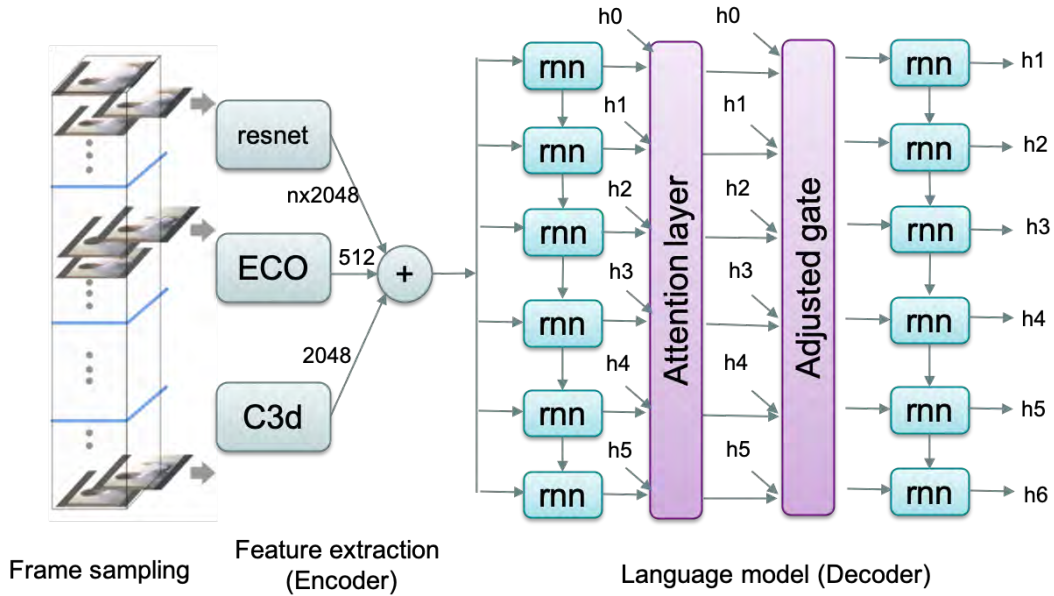 h0
h0
rnn
rnn
h1
resnet
h1
h1
rnn
rnn
h2
nx2048
h2
h2
rnn
Attention layer
Adjusted gate
rnn
h3
ECO
512
+
h3
h3
rnn
rnn
h4
2048
h4
h4
C3d
rnn
rnn
h5
h5
h5
rnn
rnn
h6
Frame sampling
Feature extraction
(Encoder)
Language model (Decoder)